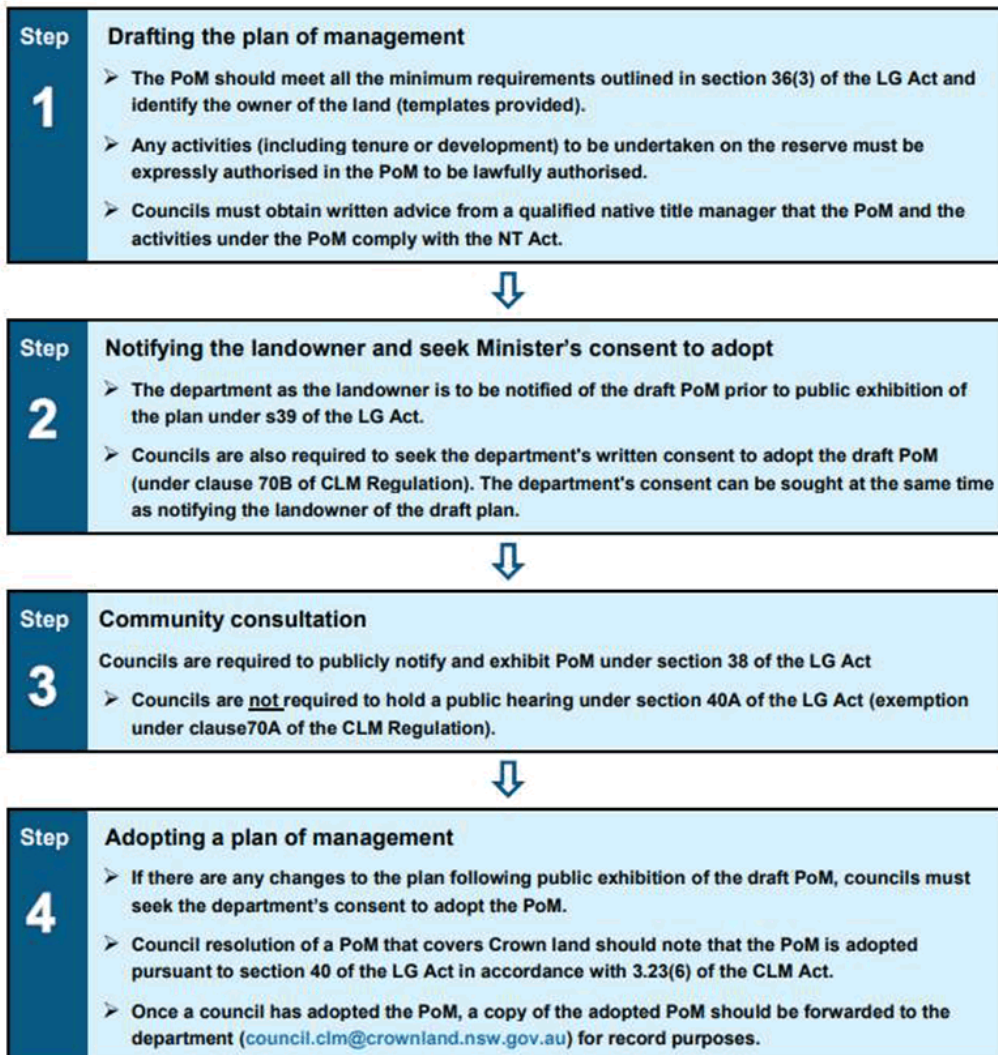 Step
1
Drafting the plan of management
➢ The PoM should meet all the minimum requirements outlined in section 36(3) of the LG Act and
identify the owner of the land (templates provided).
➢ Any activities (including tenure or development) to be undertaken on the reserve must be
expressly authorised in the PoM to be lawfully authorised.
➢ Councils must obtain written advice from a qualified native title manager that the PoM and the
activities under the PoM comply with the NT Act.
Step
2
Notifying the landowner and seek Minister's consent to adopt
➢ The department as the landowner is to be notified of the draft PoM prior to public exhibition of
the plan under s39 of the LG Act.
➢ Councils are also required to seek the department's written consent to adopt the draft PoM
(under clause 70B of CLM Regulation). The department's consent can be sought at the same time
as notifying the landowner of the draft plan.
Step
3
Community consultation
Councils are required to publicly notify and exhibit PoM under section 38 of the LG Act
➢ Councils are not required to hold a public hearing under section 40A of the LG Act (exemption
under clause70A of the CLM Regulation).
Step
4
Adopting a plan of management
➢ If there are any changes to the plan following public exhibition of the draft PoM, councils must
seek the department's consent to adopt the PoM.
➢ Council resolution of a PoM that covers Crown land should note that the PoM is adopted
pursuant to section 40 of the LG Act in accordance with 3.23(6) of the CLM Act.
➢ Once a council has adopted the PoM, a copy of the adopted PoM should be forwarded to the
department (council.clm@crownland.nsw.gov.au) for record purposes.